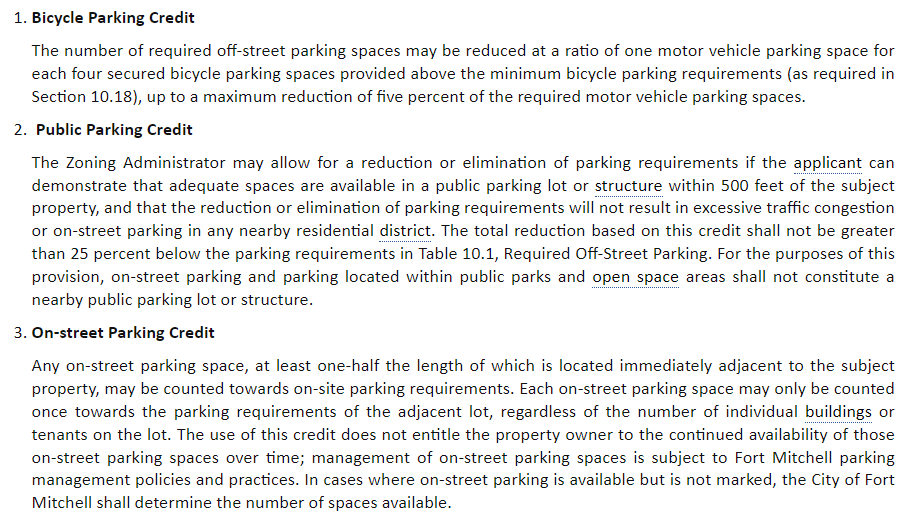 1. Bicycle Parking Credit
The number of required off-street parking spaces may be reduced at a ratio of one motor vehicle parking space for
each four secured bicycle parking spaces provided above the minimum bicycle parking requirements (as required in
Section 10.18), up to a maximum reduction of five percent of the required motor vehicle parking spaces.
2. Public Parking Credit
The Zoning Administrator may allow for a reduction or elimination of parking requirements if the applicant can
demonstrate that adequate spaces are available in a public parking lot or structure within 500 feet of the subject
property, and that the reduction or elimination of parking requirements will not result in excessive traffic congestion
or on-street parking in any nearby residential district. The total reduction based on this credit shall not be greater
than 25 percent below the parking requirements in Table 10.1, Required Off-Street Parking. For the purposes of this
provision, on-street parking and parking located within public parks and open space areas shall not constitute a
nearby public parking lot or structure.
3. On-street Parking Credit
Any on-street parking space, at least one-half the length of which is located immediately adjacent to the subject
property, may be counted towards on-site parking requirements. Each on-street parking space may only be counted
once towards the parking requirements of the adjacent lot, regardless of the number of individual buildings or
tenants on the lot. The use of this credit does not entitle the property owner to the continued availability of those
on-street parking spaces over time; management of on-street parking spaces is subject to Fort Mitchell parking
management policies and practices. In cases where on-street parking is available but is not marked, the City of Fort
Mitchell shall determine the number of spaces available.